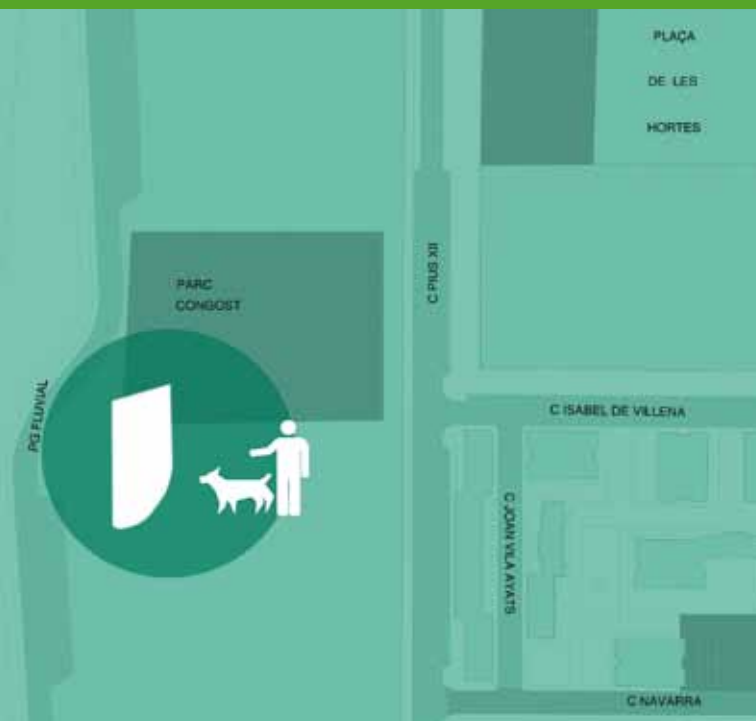 PLAÇA
DE LES
HORTES
C PIUS XII
PARC
CONGOST
PG FLUVIAL
C ISABEL DE VILLENA
C JOAN VILA AYATS
C NAVARRA